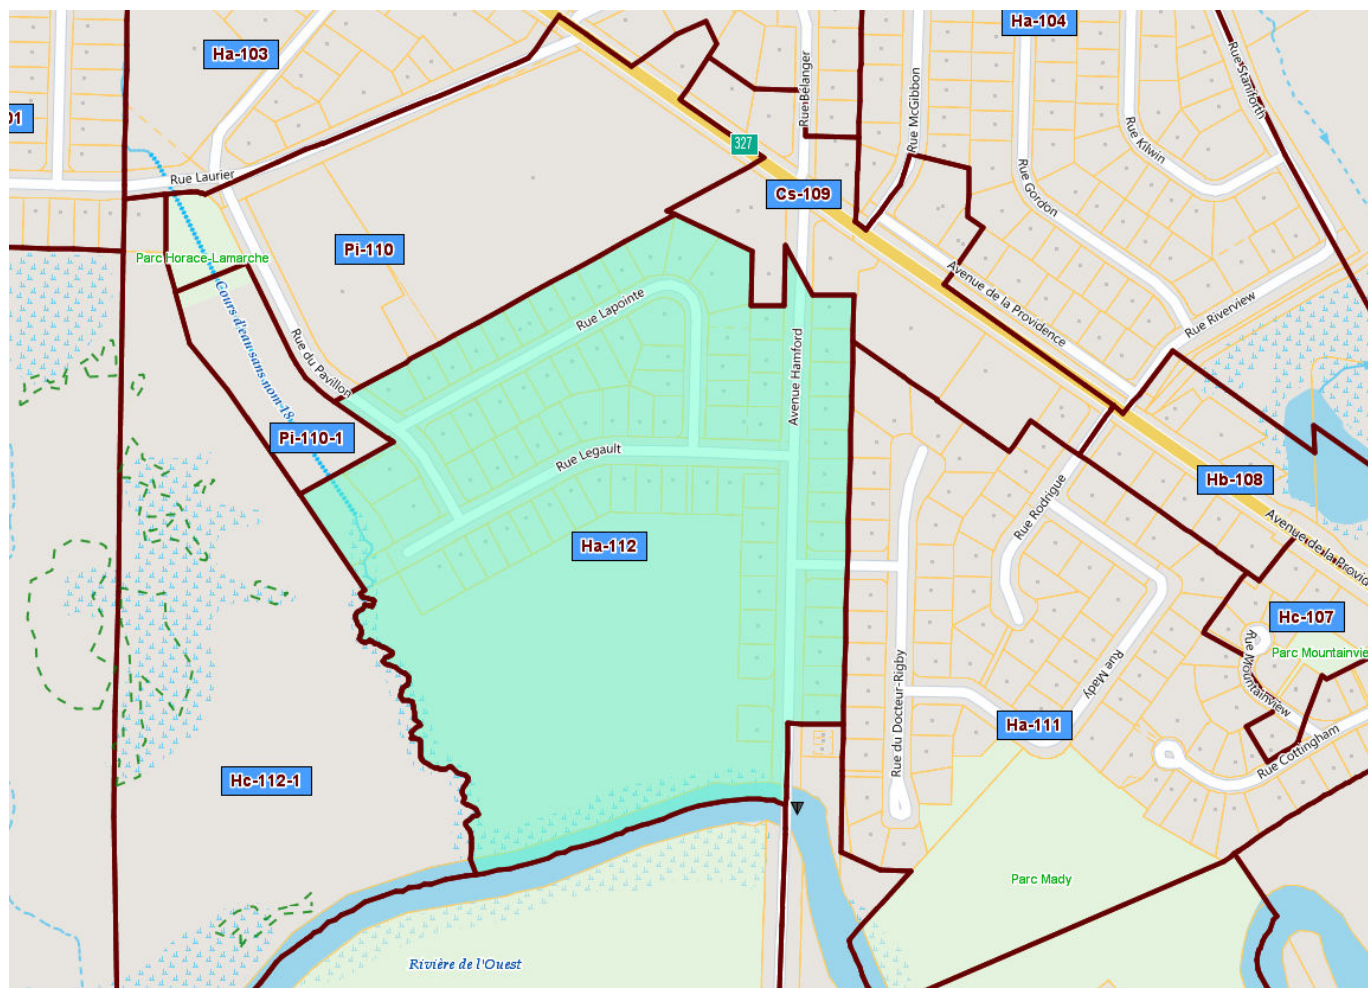 Ha-104
Ha-103
Rue Staniforth
Rue Bélanger
Rue McGibbon
01
327
Rue Kilwin
Rue Laurier
Cs-109
Rue Gordon
Pi-110
Parc Horace-Lamarche
Avenue de la Providence
Rue Riverview
Cours d'eau sans nom 18
Rue Lapointe
Rue du Pavillon
Avenue Hamford
Pi-110-1
Rue Legault
Hb-108
Rue Rodrigue
Avenue de la Provid
Ha-112
Hc-107
Rue Mountainview
Parc Mountainvie
Rue Mady
Rue du Docteur-Rigby
Ha-111
Rue Cottingham
Hc-112-1
Parc Mady
Rivière de l'Ouest